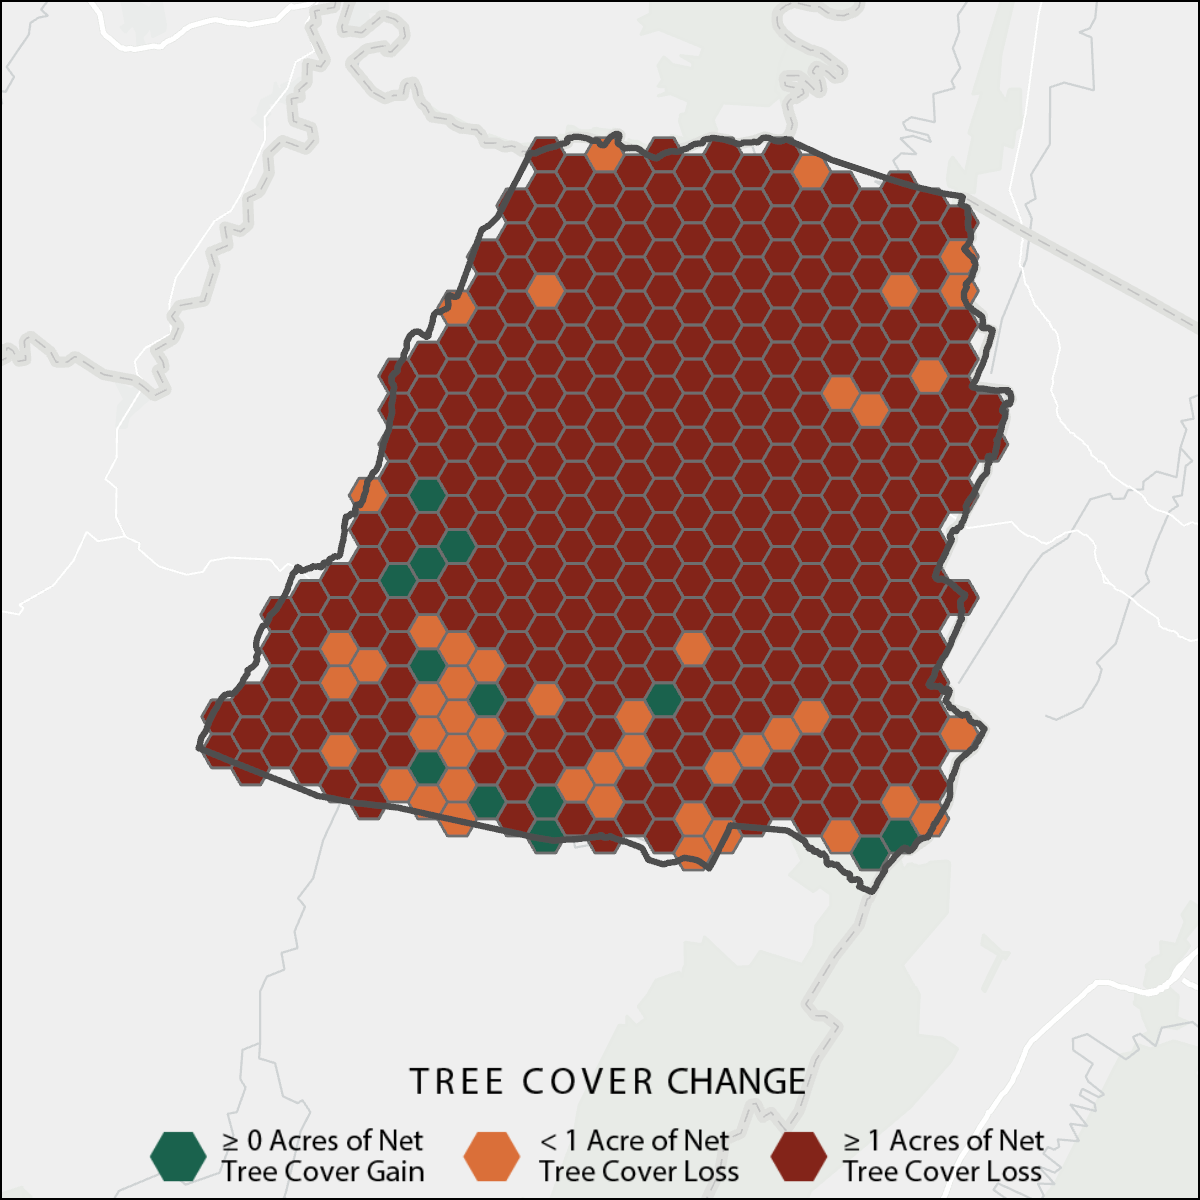 TREE COVER CHANGE
≥ 0 Acres of Net
Tree Cover Gain
< 1 Acre of Net
Tree Cover Loss
≥ 1 Acres of Net
Tree Cover Loss